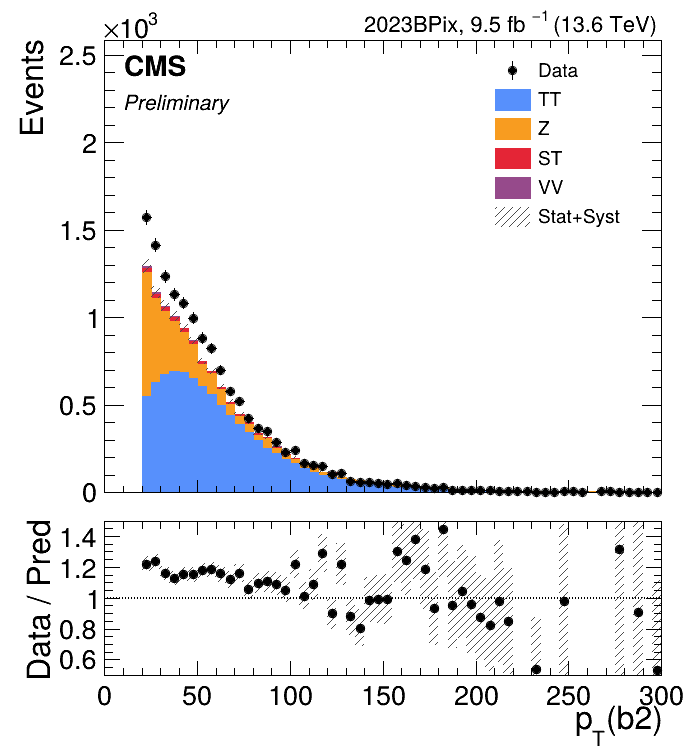 ×10³
2023BPix, 9.5 fb⁻¹ (13.6 TeV)
CMS
Preliminary
Events
2.5
2
1.5
1
0.5
0
Data
TT
Z
ST
VV
Stat+Syst
Data / Pred
1.4
1.2
1
0.8
0.6
0 50 100 150 200 250 300
p_T(b2)